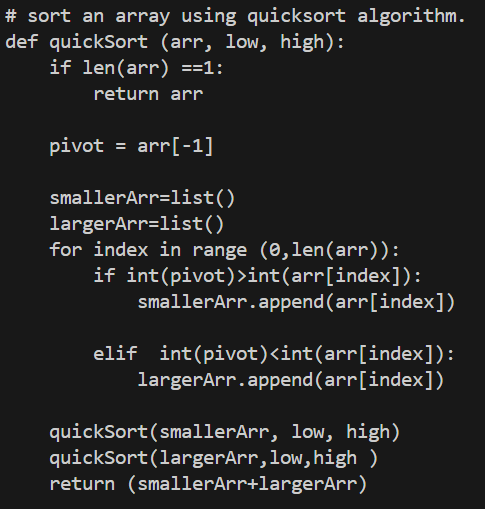 # sort an array using quicksort algorithm.
def quickSort (arr, low, high):
    if len(arr) ==1:
        return arr

    pivot = arr[-1]

    smallerArr=list()
    largerArr=list()
    for index in range (0,len(arr)):
        if int(pivot)>int(arr[index]):
            smallerArr.append(arr[index])

        elif  int(pivot)<int(arr[index]):
            largerArr.append(arr[index])

    quickSort(smallerArr, low, high)
    quickSort(largerArr,low,high )
    return (smallerArr+largerArr)